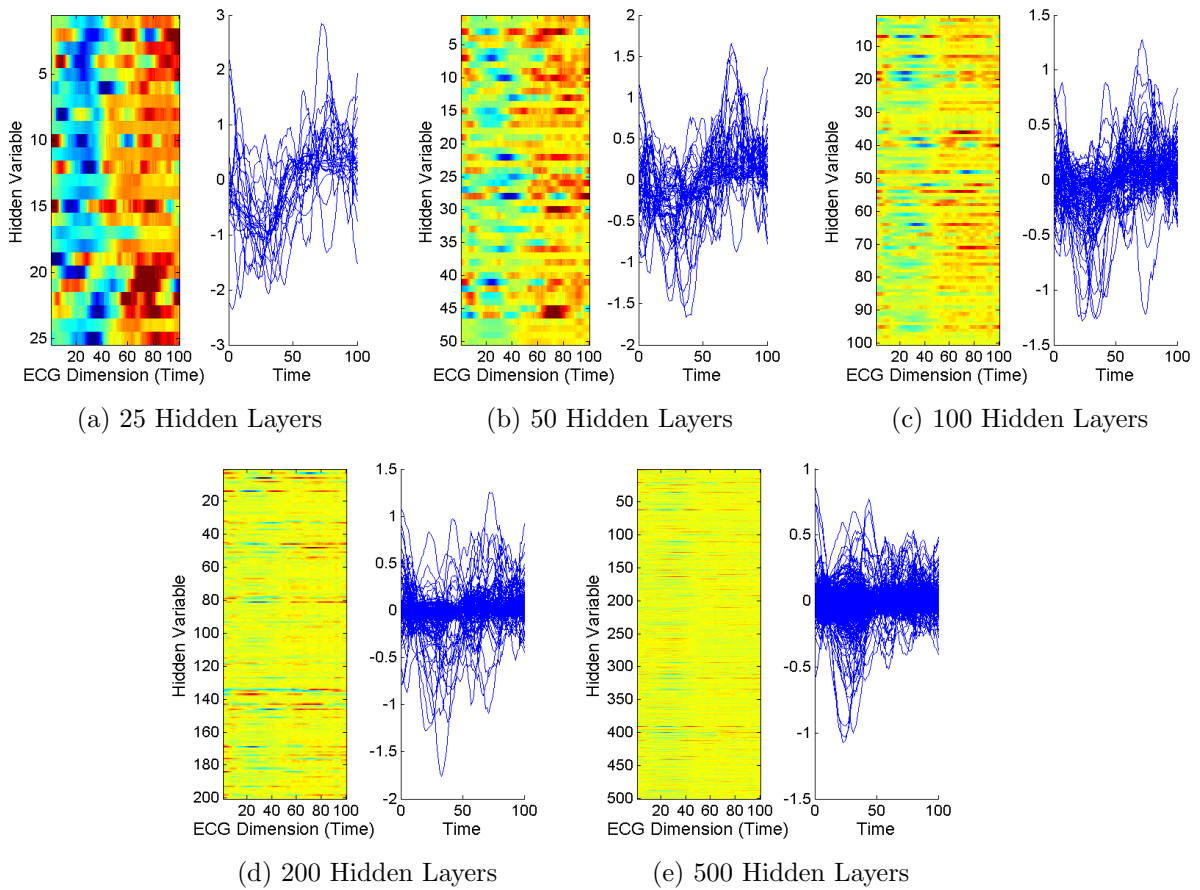 5
10
15
20
25
20 40 60 80 100
ECG Dimension (Time)
Hidden Variable
3
2
1
0
-1
-2
-3
0 50 100
Time
(a) 25 Hidden Layers
5
10
15
20
25
30
35
40
45
50
20 40 60 80 100
ECG Dimension (Time)
Hidden Variable
2
1.5
1
0.5
0
-0.5
-1
-1.5
-2
0 50 100
Time
(b) 50 Hidden Layers
10
20
30
40
50
60
70
80
90
100
20 40 60 80 100
ECG Dimension (Time)
Hidden Variable
1.5
1
0.5
0
-0.5
-1
-1.5
0 50 100
Time
(c) 100 Hidden Layers
20
40
60
80
100
120
140
160
180
200
20 40 60 80 100
ECG Dimension (Time)
Hidden Variable
1.5
1
0.5
0
-0.5
-1
-1.5
-2
0 50 100
Time
(d) 200 Hidden Layers
50
100
150
200
250
300
350
400
450
500
20 40 60 80 100
ECG Dimension (Time)
Hidden Variable
1
0.5
0
-0.5
-1
-1.5
0 50 100
Time
(e) 500 Hidden Layers